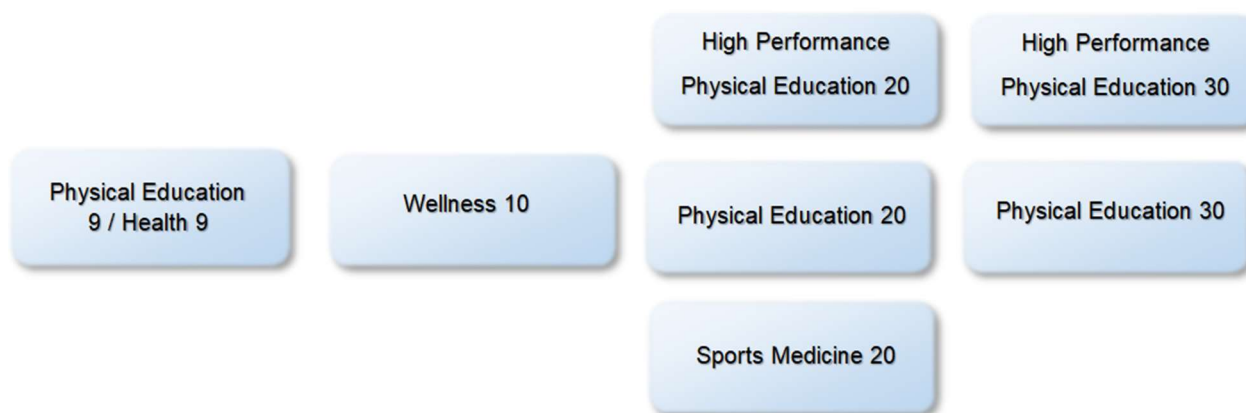 High Performance
Physical Education 20
High Performance
Physical Education 30
Physical Education
9 / Health 9
Wellness 10
Physical Education 20
Physical Education 30
Sports Medicine 20